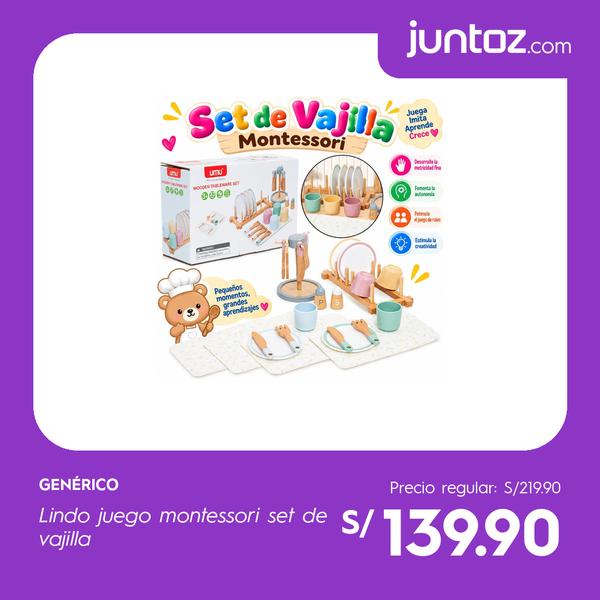 juntoz.com
Set de Vajilla
Montessori
Juega
Imita
Aprende
Crece
umu
WOODEN TABLEWARE SET
Desarrolla la
motricidad fina
Fomenta la
autonomía
Potencia
el juego de roles
Estimula la
creatividad
Pequeños
momentos,
grandes
aprendizajes
GENÉRICO
Lindo juego montessori set de
vajilla
Precio regular: S/219.90
S/139.90